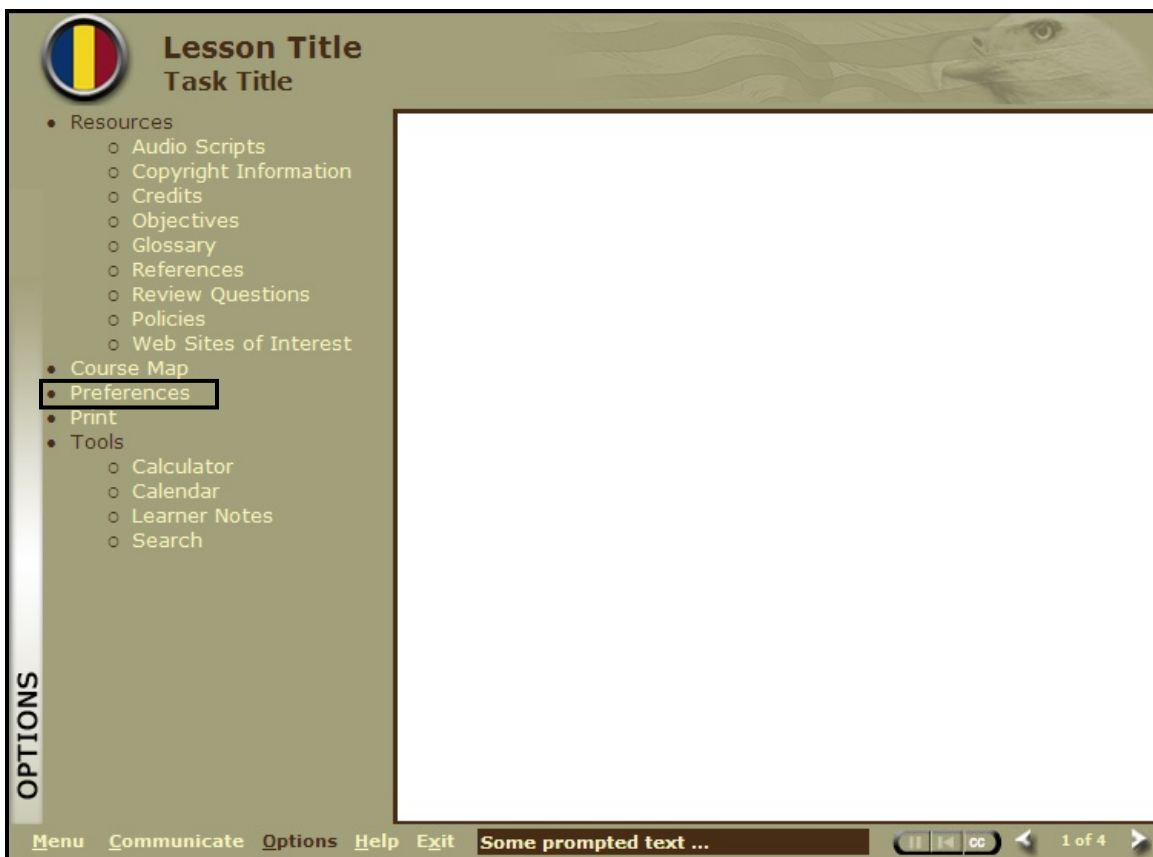 Lesson Title
Task Title
• Resources
o Audio Scripts
o Copyright Information
o Credits
o Objectives
o Glossary
o References
o Review Questions
o Policies
o Web Sites of Interest
• Course Map
• Preferences
• Print
• Tools
o Calculator
o Calendar
o Learner Notes
o Search
OPTIONS
Menu Communicate Options Help Exit Some prompted text ... CC 1 of 4